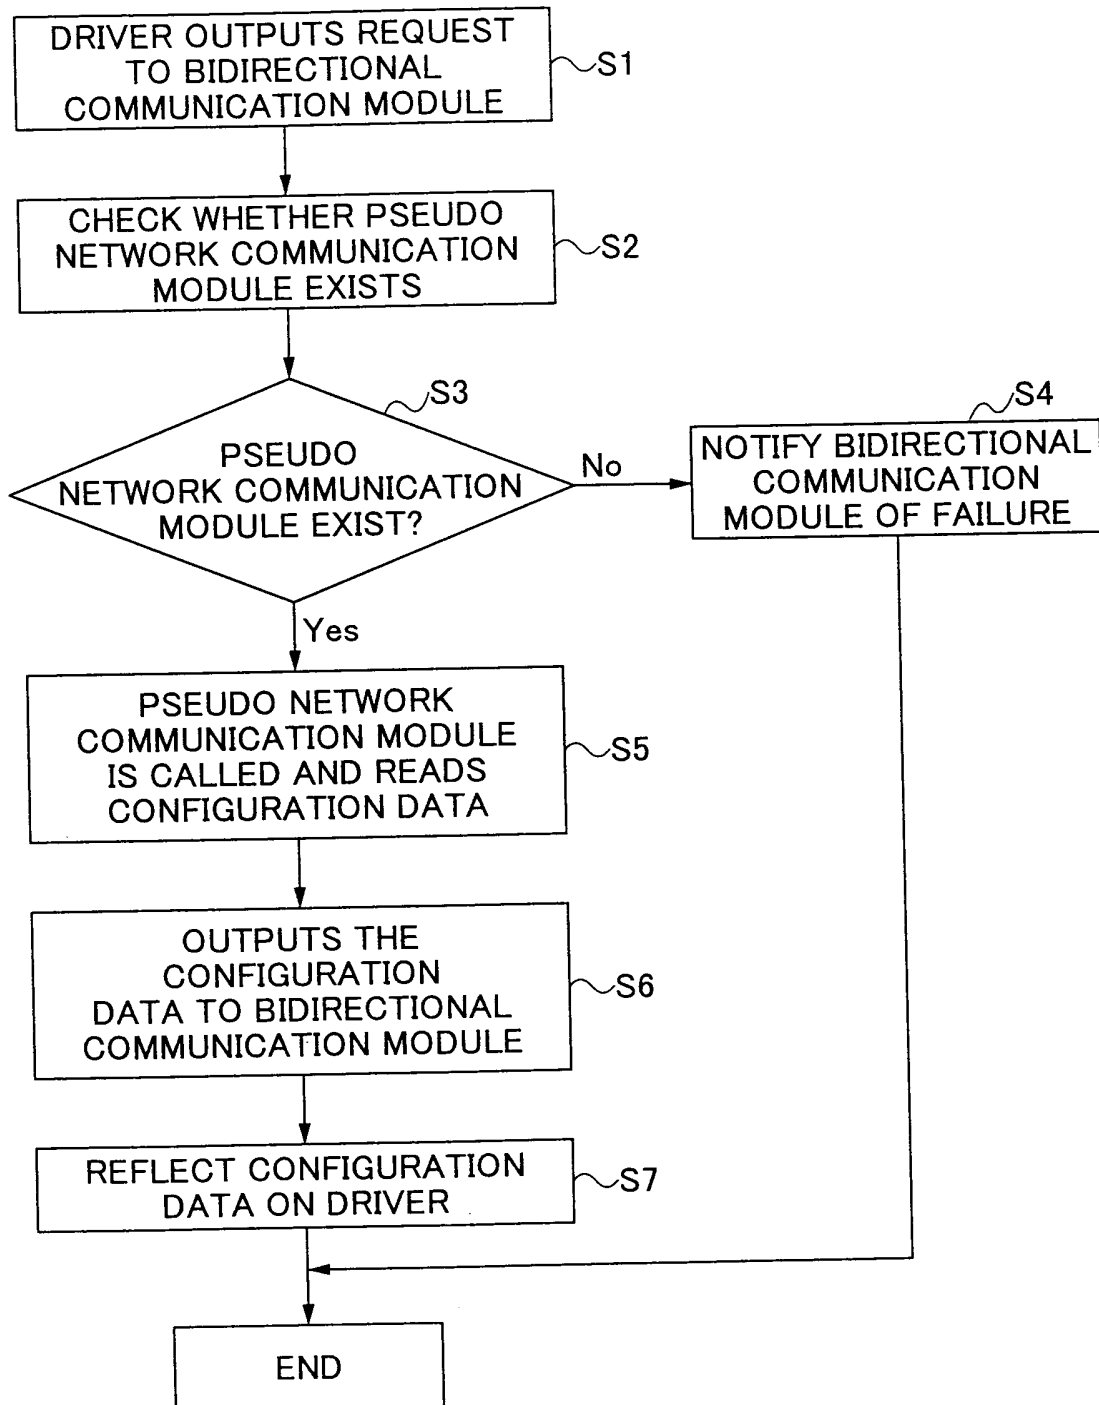 DRIVER OUTPUTS REQUEST
TO BIDIRECTIONAL
COMMUNICATION MODULE
S1
CHECK WHETHER PSEUDO
NETWORK COMMUNICATION
MODULE EXISTS
S2
S3
PSEUDO
NETWORK COMMUNICATION
MODULE EXIST?
No
S4
NOTIFY BIDIRECTIONAL
COMMUNICATION
MODULE OF FAILURE
Yes
PSEUDO NETWORK
COMMUNICATION MODULE
IS CALLED AND READS
CONFIGURATION DATA
S5
OUTPUTS THE
CONFIGURATION
DATA TO BIDIRECTIONAL
COMMUNICATION MODULE
S6
REFLECT CONFIGURATION
DATA ON DRIVER
S7
END